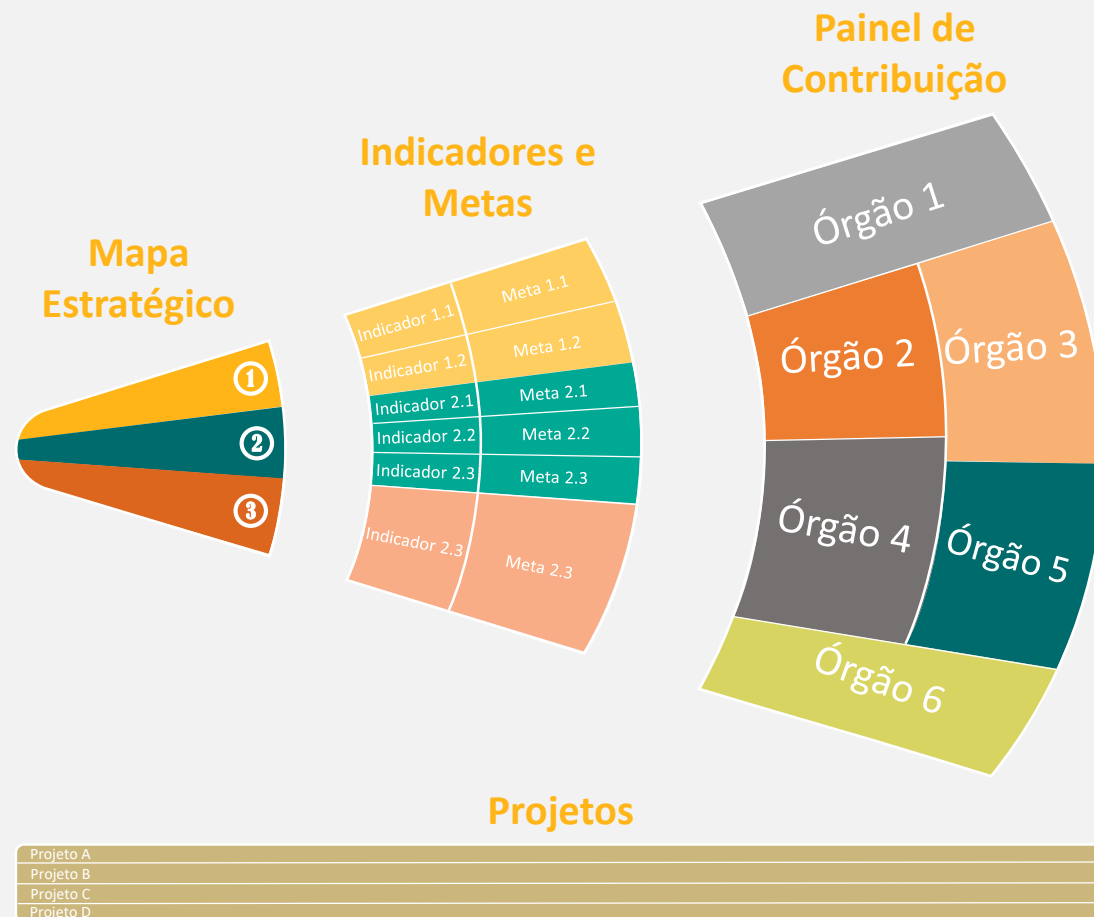 Painel de
Contribuição
Indicadores e
Metas
Mapa
Estratégico
1
2
3
Indicador 1.1
Meta 1.1
Indicador 1.2
Meta 1.2
Indicador 2.1
Meta 2.1
Indicador 2.2
Meta 2.2
Indicador 2.3
Meta 2.3
Indicador 2.3
Meta 2.3
Órgão 1
Órgão 2
Órgão 3
Órgão 4
Órgão 5
Órgão 6
Projetos
Projeto A
Projeto B
Projeto C
Projeto D